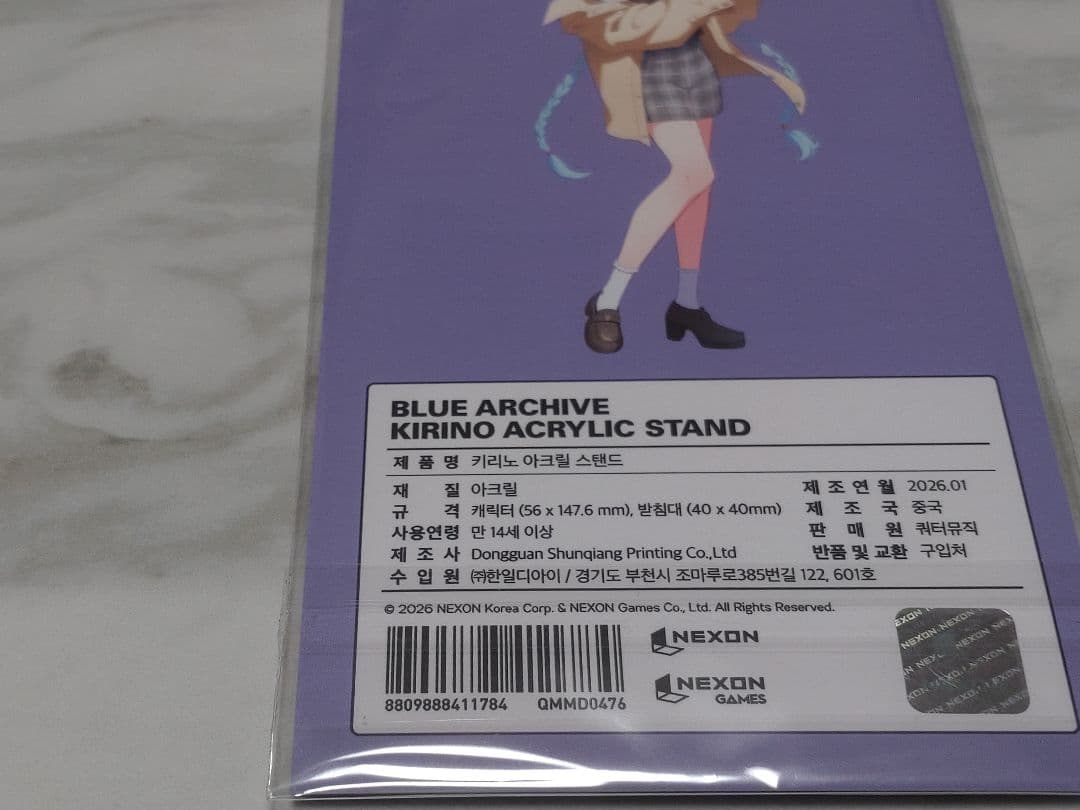 BLUE ARCHIVE
KIRINO ACRYLIC STAND
제 품 명 키리노 아크릴 스탠드
재 질 아크릴 제 조 연 월 2026.01
규 격 캐릭터 (56 x 147.6 mm), 받침대 (40 x 40mm) 제 조 국 중국
사용연령 만 14세 이상 판 매 원 쿼터뮤직
제 조 사 Dongguan Shunqiang Printing Co.,Ltd 반품 및 교환 구입처
수 입 원 ㈜한일디아이 / 경기도 부천시 조마루로385번길 122, 601호
© 2026 NEXON Korea Corp. & NEXON Games Co., Ltd. All Rights Reserved.
NEXON
NEXON
GAMES
8809888411784 QMMD0476
NEXON NEXON NEXON